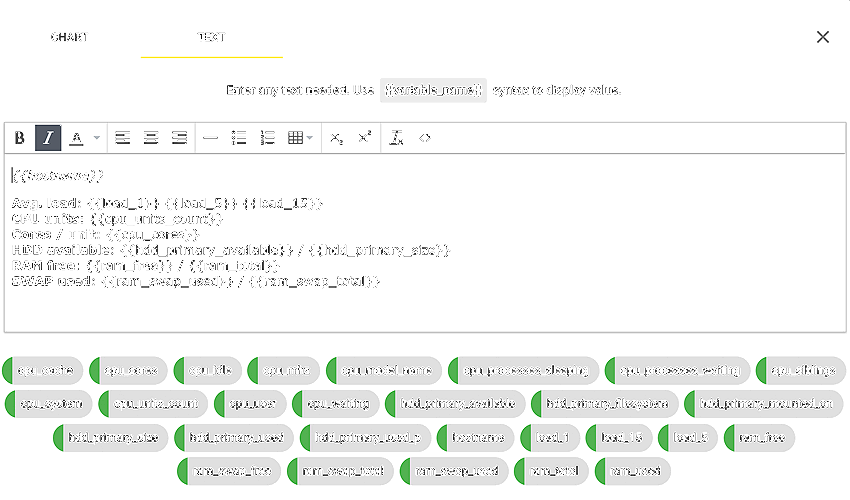 CHART TEXT
Enter any text needed. Use {{variable_name}} syntax to display value.
B I A
{{hostname}}
Avg. load: {{load_1}} {{load_5}} {{load_15}}
CPU units: {{cpu_units_count}}
Cores / unit: {{cpu_cores}}
HDD available: {{hdd_primary_available}} / {{hdd_primary_size}}
RAM free: {{ram_free}} / {{ram_total}}
SWAP used: {{ram_swap_used}} / {{ram_swap_total}}
cpu_cache cpu_cores cpu_idle cpu_mhz cpu_model_name cpu_processes_sleeping cpu_processes_waiting cpu_siblings
cpu_system cpu_units_count cpu_user cpu_waiting hdd_primary_available hdd_primary_filesystem hdd_primary_mounted_on
hdd_primary_size hdd_primary_used hdd_primary_used_p hostname load_1 load_15 load_5 ram_free
ram_swap_free ram_swap_total ram_swap_used ram_total ram_used